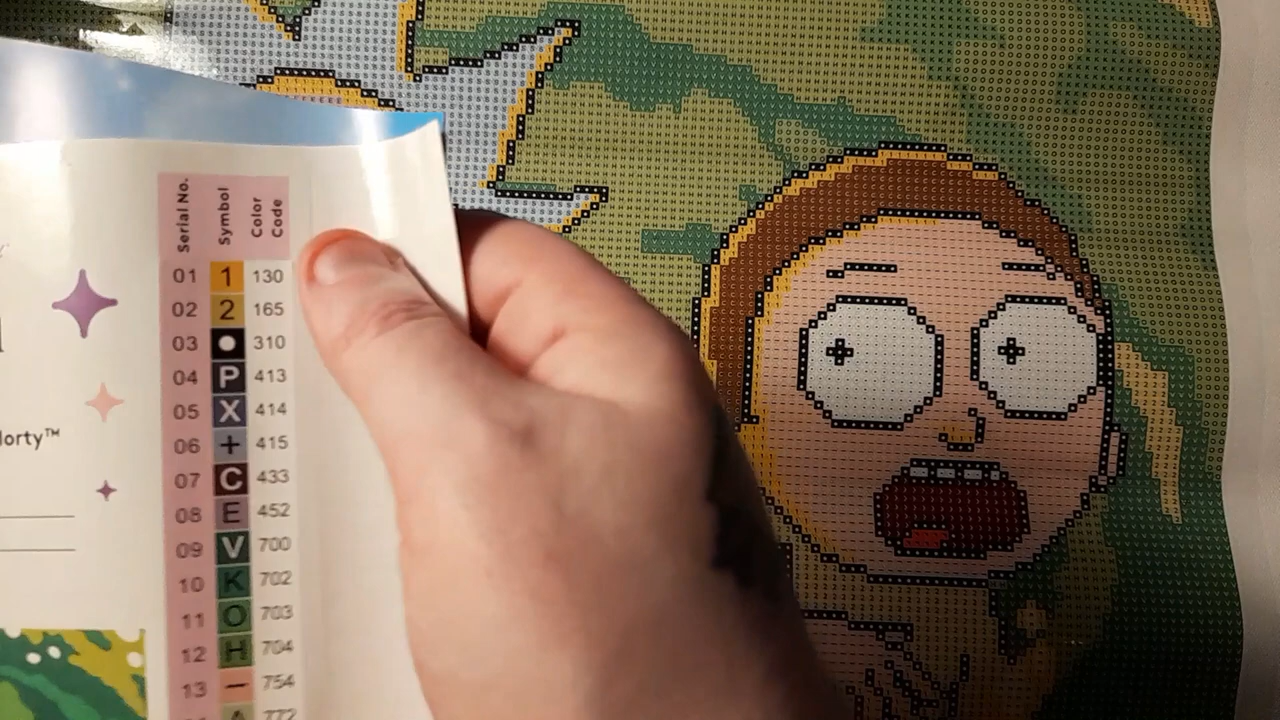 Serial No. Symbol Color Code
01 1 130
02 2 165
03 ● 310
04 P 413
05 X 414
06 + 415
07 C 433
08 E 452
09 V 700
10 K 702
11 O 703
12 H 704
13 − 754
772
orty™